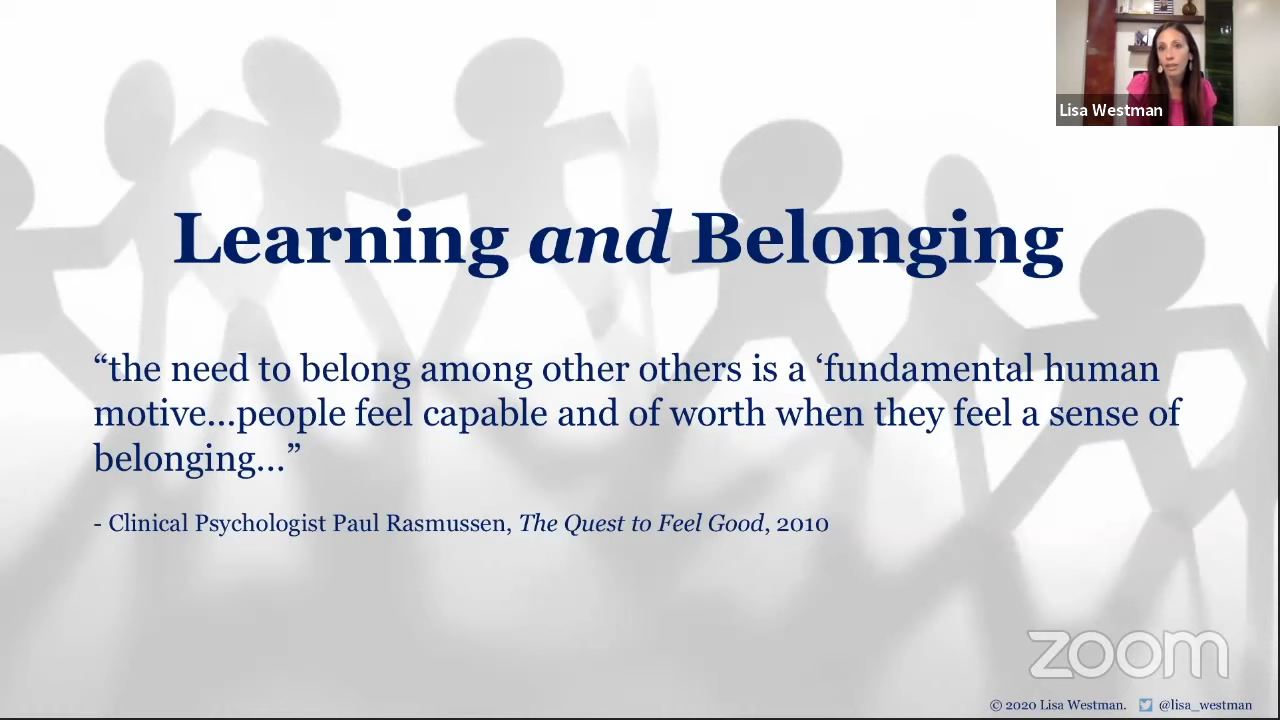 Lisa Westman
Learning and Belonging
“the need to belong among other others is a ‘fundamental human
motive...people feel capable and of worth when they feel a sense of
belonging...”
- Clinical Psychologist Paul Rasmussen, The Quest to Feel Good, 2010
zoom
© 2020 Lisa Westman. @lisa_westman